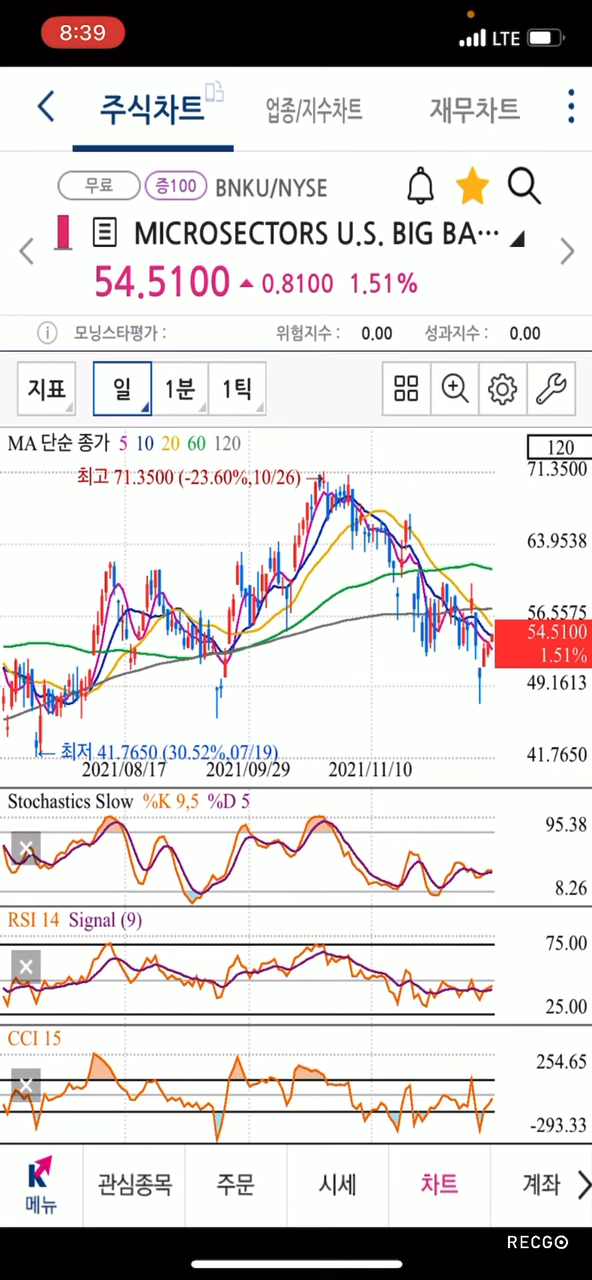 8:39 LTE
주식차트 업종/지수차트 재무차트
무료 증100 BNKU/NYSE
MICROSECTORS U.S. BIG BA…
54.5100 0.8100 1.51%
모닝스타평가 : 위험지수 : 0.00 성과지수 : 0.00
지표 일 1분 1틱
MA 단순 종가 5 10 20 60 120
120
최고 71.3500 (-23.60%,10/26)
71.3500
63.9538
56.5575
54.5100
1.51%
49.1613
최저 41.7650 (30.52%,07/19)
41.7650
2021/08/17 2021/09/29 2021/11/10
Stochastics Slow %K 9,5 %D 5
95.38
8.26
RSI 14 Signal (9)
75.00
25.00
CCI 15
254.65
-293.33
메뉴 관심종목 주문 시세 차트 계좌
RECGO